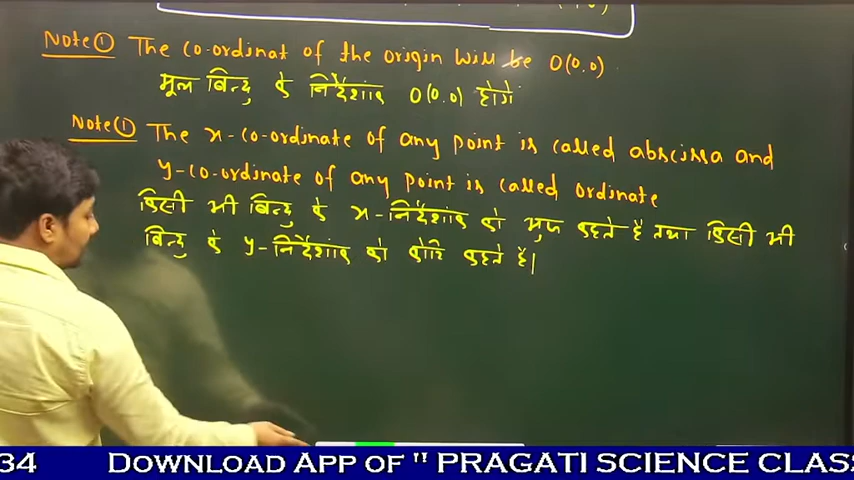 Note① The co-ordinat of the origin will be O(0.0)
मूल बिन्दु के निर्देशांक O(0.0) होंगे
Note① The x-co-ordinate of any point is called abscissa and
y-co-ordinate of any point is called ordinate
किसी भी बिन्दु के x-निर्देशांक को भुज कहते हैं तथा किसी भी
बिन्दु के y-निर्देशांक को कोटि कहते हैं।
34 DOWNLOAD APP OF " PRAGATI SCIENCE CLAS